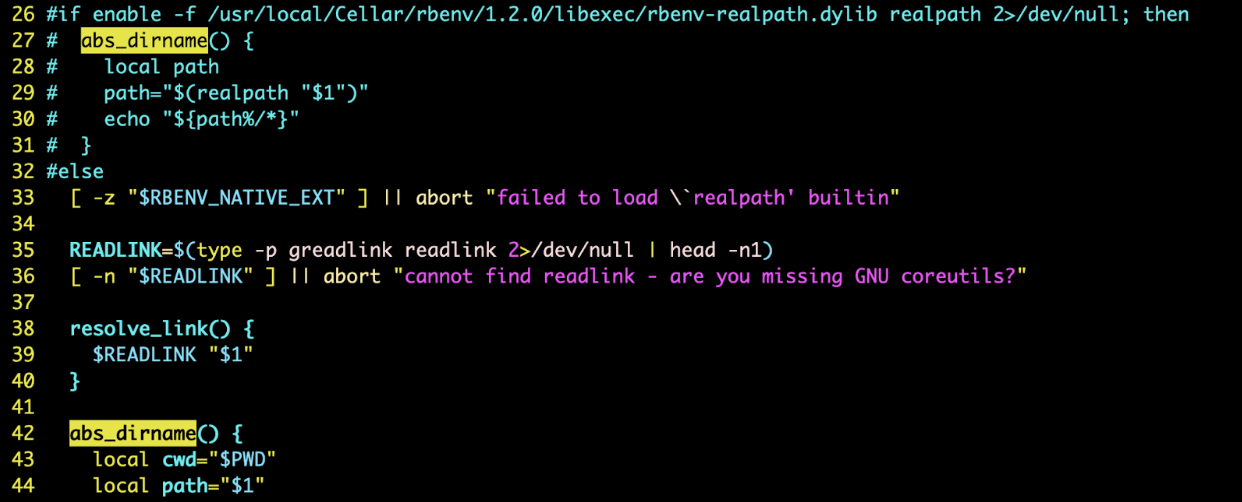 26 #if enable -f /usr/local/Cellar/rbenv/1.2.0/libexec/rbenv-realpath.dylib realpath 2>/dev/null; then
27 #  abs_dirname() {
28 #    local path
29 #    path="$(realpath "$1")"
30 #    echo "${path%/*}"
31 #  }
32 #else
33   [ -z "$RBENV_NATIVE_EXT" ] || abort "failed to load \`realpath' builtin"
34
35   READLINK=$(type -p greadlink readlink 2>/dev/null | head -n1)
36   [ -n "$READLINK" ] || abort "cannot find readlink - are you missing GNU coreutils?"
37
38   resolve_link() {
39     $READLINK "$1"
40   }
41
42   abs_dirname() {
43     local cwd="$PWD"
44     local path="$1"